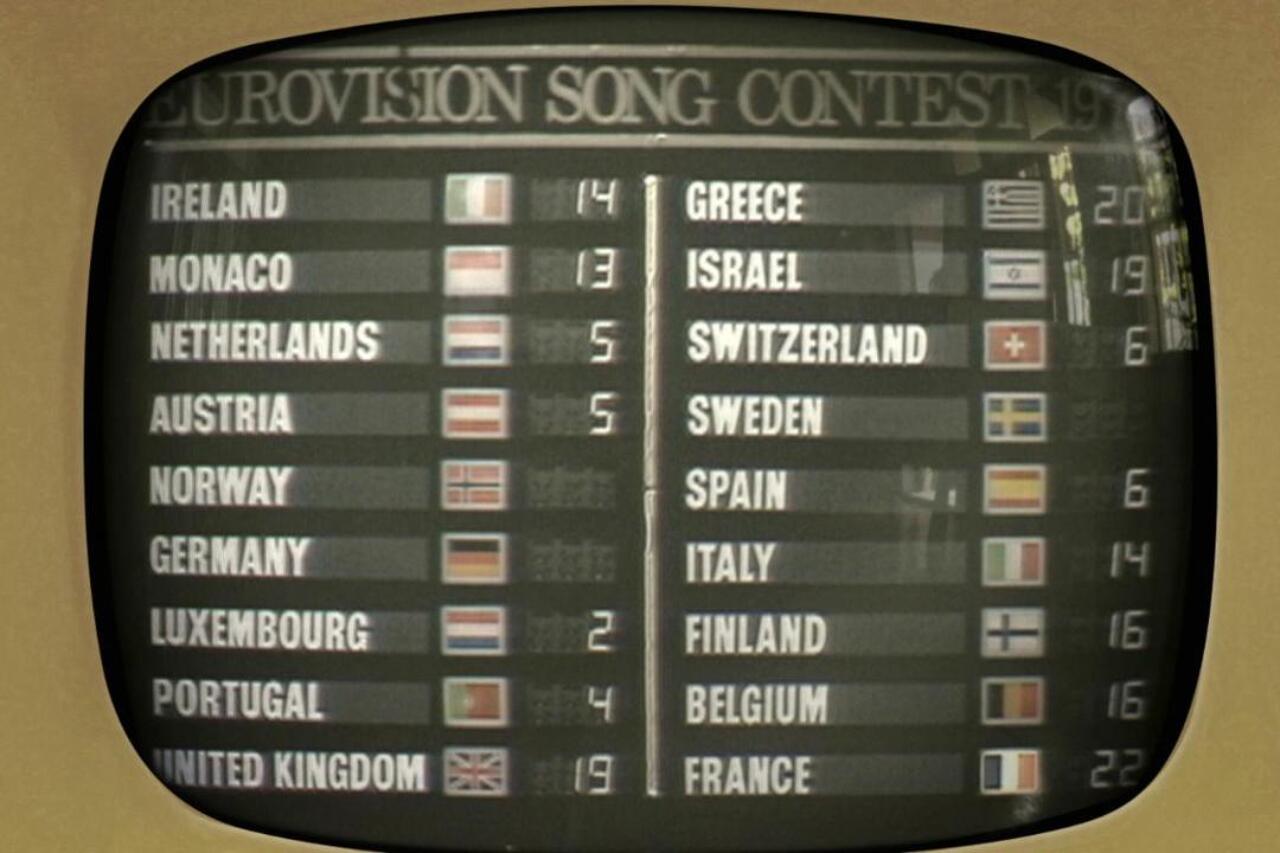 EUROVISION SONG CONTEST 19
IRELAND 14
MONACO 13
NETHERLANDS 5
AUSTRIA 5
NORWAY
GERMANY
LUXEMBOURG 2
PORTUGAL 4
UNITED KINGDOM 19
GREECE 20
ISRAEL 19
SWITZERLAND 6
SWEDEN
SPAIN 6
ITALY 14
FINLAND 16
BELGIUM 16
FRANCE 22